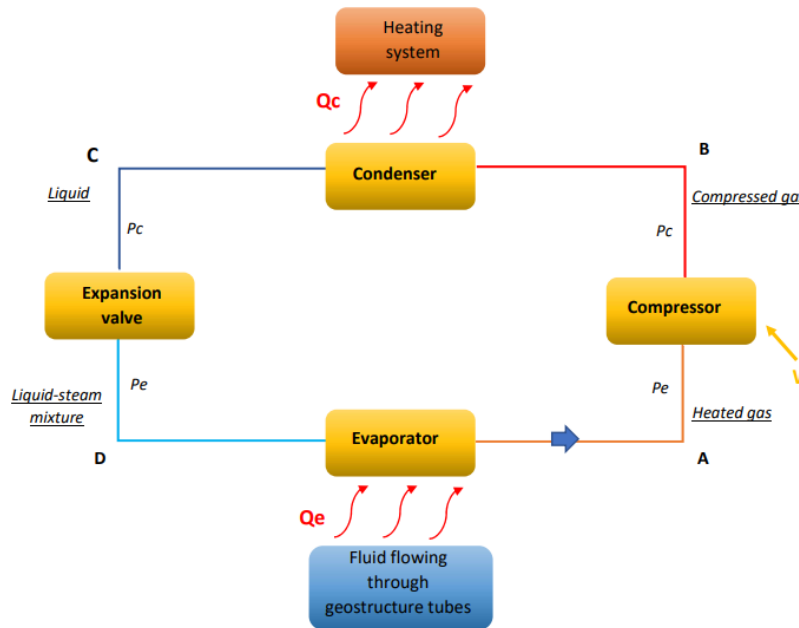 Heating
system
Qc
C
B
Condenser
Liquid
Compressed ga
Pc
Pc
Expansion
valve
Compressor
Liquid-steam
mixture
Pe
Pe
Heated gas
Evaporator
D
A
Qe
Fluid flowing
through
geostructure tubes